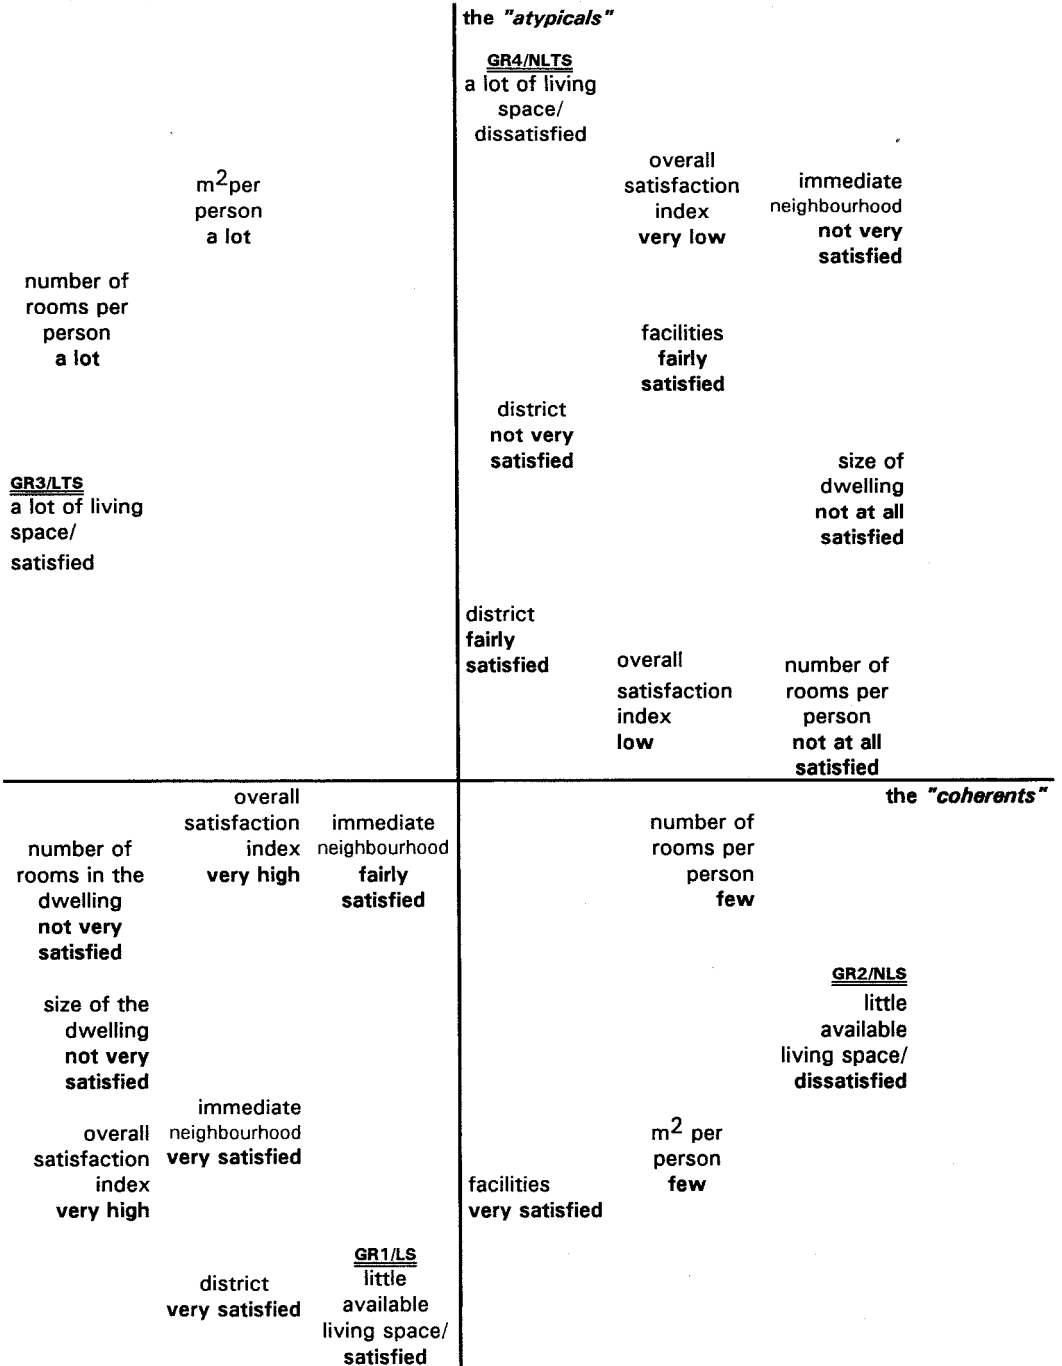 the "atypicals"
GR4/NLTS
a lot of living
space/
dissatisfied
overall
satisfaction
index
very low
immediate
neighbourhood
not very
satisfied
m² per
person
a lot
number of
rooms per
person
a lot
facilities
fairly
satisfied
district
not very
satisfied
size of
dwelling
not at all
satisfied
GR3/LTS
a lot of living
space/
satisfied
district
fairly
satisfied
overall
satisfaction
index
low
number of
rooms per
person
not at all
satisfied
the "coherents"
overall
satisfaction
index
very high
immediate
neighbourhood
fairly
satisfied
number of
rooms in the
dwelling
not very
satisfied
number of
rooms per
person
few
GR2/NLS
little
available
living space/
dissatisfied
size of the
dwelling
not very
satisfied
immediate
neighbourhood
very satisfied
overall
satisfaction
index
very high
m² per
person
few
facilities
very satisfied
GR1/LS
little
available
living space/
satisfied
district
very satisfied